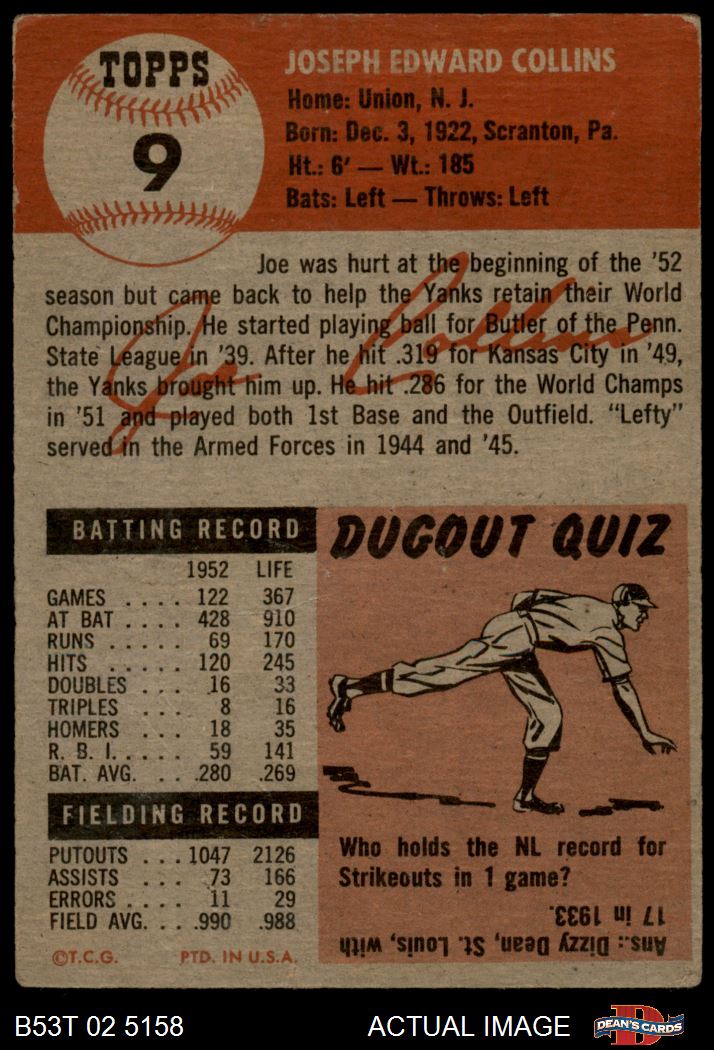 TOPPS
9
JOSEPH EDWARD COLLINS
Home: Union, N. J.
Born: Dec. 3, 1922, Scranton, Pa.
Ht.: 6' — Wt.: 185
Bats: Left — Throws: Left
Joe was hurt at the beginning of the '52
season but came back to help the Yanks retain their World
Championship. He started playing ball for Butler of the Penn.
State League in '39. After he hit .319 for Kansas City in '49,
the Yanks brought him up. He hit .286 for the World Champs
in '51 and played both 1st Base and the Outfield. "Lefty"
served in the Armed Forces in 1944 and '45.
Joe Collins
BATTING RECORD
1952 LIFE
GAMES . . . . 122 367
AT BAT . . . . 428 910
RUNS . . . . . 69 170
HITS . . . . . 120 245
DOUBLES . . . 16 33
TRIPLES . . . 8 16
HOMERS . . . 18 35
R. B. I. . . . . 59 141
BAT. AVG. . . .280 .269
FIELDING RECORD
PUTOUTS . . . 1047 2126
ASSISTS . . . 73 166
ERRORS . . . . 11 29
FIELD AVG. . . .990 .988
©T.C.G. PTD. IN U.S.A.
DUGOUT QUIZ
Who holds the NL record for
Strikeouts in 1 game?
Ans.: Dizzy Dean, St. Louis, with
17 in 1933.
B53T 02 5158
ACTUAL IMAGE
D
DEAN'S CARDS